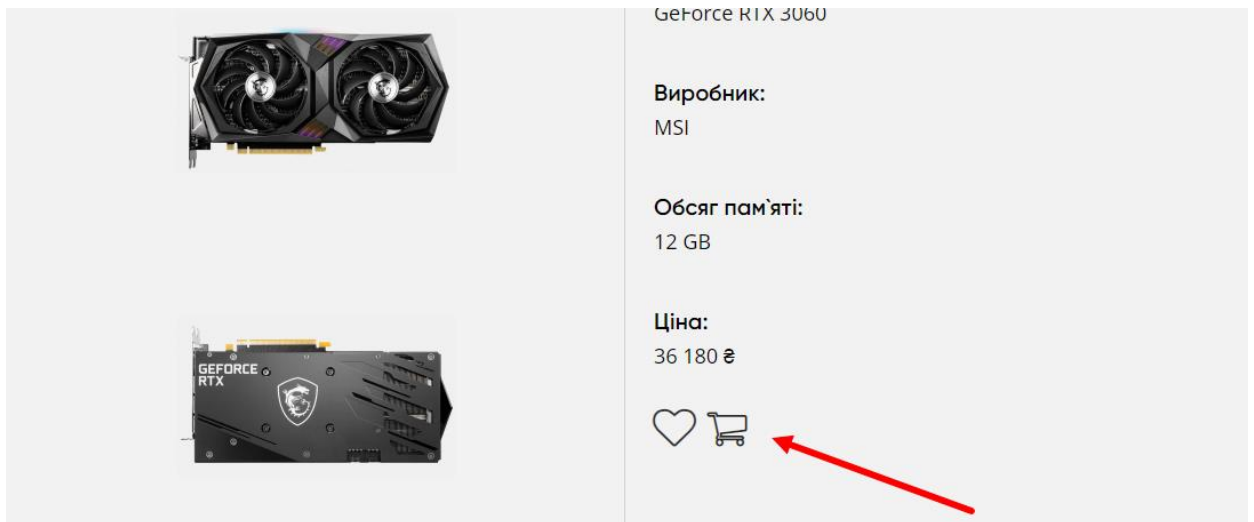 GeForce RTX 3060
Виробник:
MSI
Обсяг пам`яті:
12 GB
Ціна:
36 180 ₴
GEFORCE
RTX